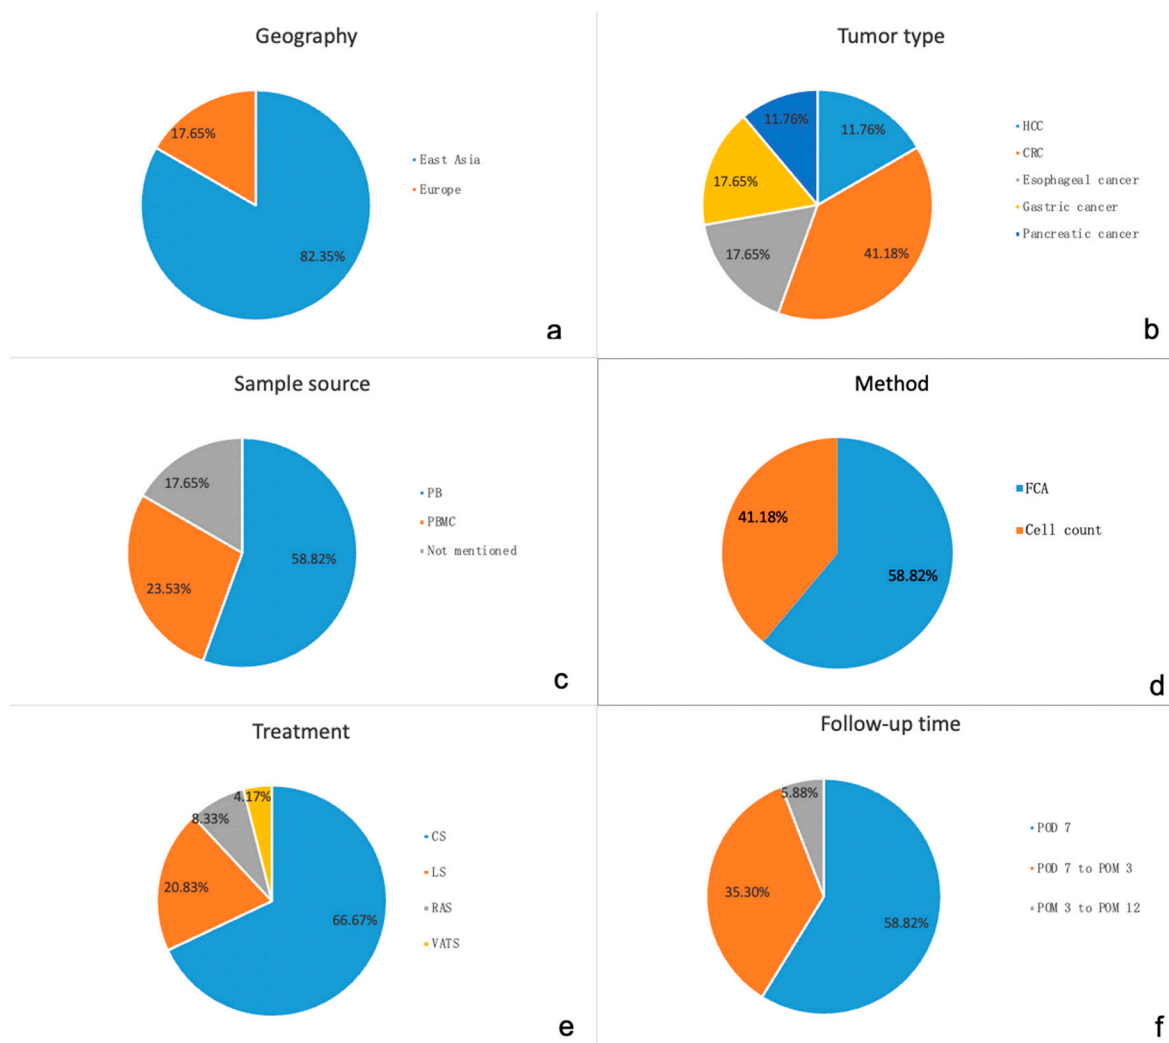 Geography
17.65%
82.35%
East Asia
Europe
a
Tumor type
11.76%
11.76%
17.65%
17.65%
41.18%
HCC
CRC
Esophageal cancer
Gastric cancer
Pancreatic cancer
b
Sample source
17.65%
58.82%
23.53%
PB
PBMC
Not mentioned
c
Method
41.18%
58.82%
FCA
Cell count
d
Treatment
4.17%
8.33%
20.83%
66.67%
CS
LS
RAS
VATS
e
Follow-up time
5.88%
35.30%
58.82%
POD 7
POD 7 to POM 3
POM 3 to POM 12
f